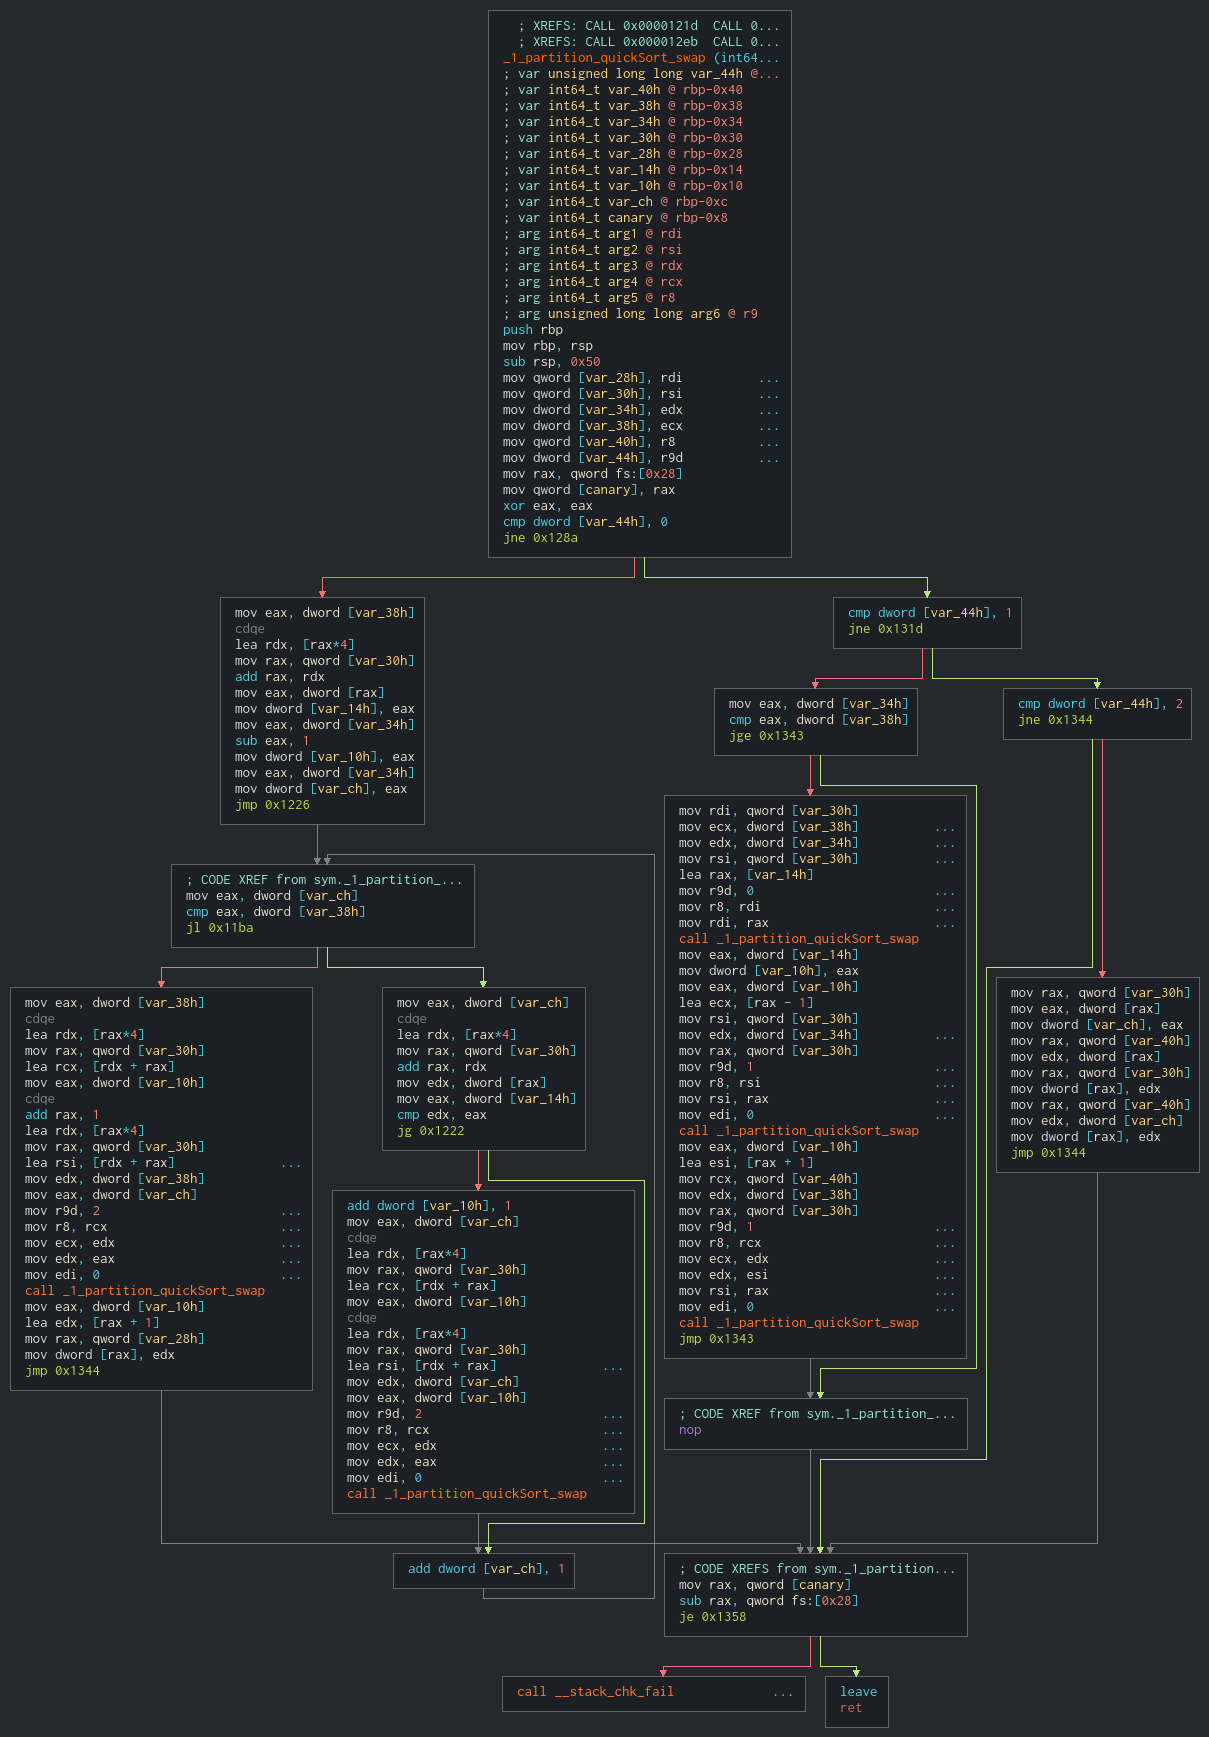 ; XREFS: CALL 0x0000121d  CALL 0...
; XREFS: CALL 0x000012eb  CALL 0...
_1_partition_quickSort_swap (int64...
; var unsigned long long var_44h @...
; var int64_t var_40h @ rbp-0x40
; var int64_t var_38h @ rbp-0x38
; var int64_t var_34h @ rbp-0x34
; var int64_t var_30h @ rbp-0x30
; var int64_t var_28h @ rbp-0x28
; var int64_t var_14h @ rbp-0x14
; var int64_t var_10h @ rbp-0x10
; var int64_t var_ch @ rbp-0xc
; var int64_t canary @ rbp-0x8
; arg int64_t arg1 @ rdi
; arg int64_t arg2 @ rsi
; arg int64_t arg3 @ rdx
; arg int64_t arg4 @ rcx
; arg int64_t arg5 @ r8
; arg unsigned long long arg6 @ r9
push rbp
mov rbp, rsp
sub rsp, 0x50
mov qword [var_28h], rdi ...
mov qword [var_30h], rsi ...
mov dword [var_34h], edx ...
mov dword [var_38h], ecx ...
mov qword [var_40h], r8 ...
mov dword [var_44h], r9d ...
mov rax, qword fs:[0x28]
mov qword [canary], rax
xor eax, eax
cmp dword [var_44h], 0
jne 0x128a
mov eax, dword [var_38h]
cdqe
lea rdx, [rax*4]
mov rax, qword [var_30h]
add rax, rdx
mov eax, dword [rax]
mov dword [var_14h], eax
mov eax, dword [var_34h]
sub eax, 1
mov dword [var_10h], eax
mov eax, dword [var_34h]
mov dword [var_ch], eax
jmp 0x1226
cmp dword [var_44h], 1
jne 0x131d
mov eax, dword [var_34h]
cmp eax, dword [var_38h]
jge 0x1343
cmp dword [var_44h], 2
jne 0x1344
; CODE XREF from sym._1_partition_...
mov eax, dword [var_ch]
cmp eax, dword [var_38h]
jl 0x11ba
mov rdi, qword [var_30h]
mov ecx, dword [var_38h] ...
mov edx, dword [var_34h] ...
mov rsi, qword [var_30h] ...
lea rax, [var_14h]
mov r9d, 0 ...
mov r8, rdi ...
mov rdi, rax ...
call _1_partition_quickSort_swap
mov eax, dword [var_14h]
mov dword [var_10h], eax
mov eax, dword [var_10h]
lea ecx, [rax - 1]
mov rsi, qword [var_30h]
mov edx, dword [var_34h] ...
mov rax, qword [var_30h]
mov r9d, 1 ...
mov r8, rsi ...
mov rsi, rax ...
mov edi, 0 ...
call _1_partition_quickSort_swap
mov eax, dword [var_10h]
lea esi, [rax + 1]
mov rcx, qword [var_40h]
mov edx, dword [var_38h]
mov rax, qword [var_30h]
mov r9d, 1 ...
mov r8, rcx ...
mov ecx, edx ...
mov edx, esi ...
mov rsi, rax ...
mov edi, 0 ...
call _1_partition_quickSort_swap
jmp 0x1343
mov rax, qword [var_30h]
mov eax, dword [rax]
mov dword [var_ch], eax
mov rax, qword [var_40h]
mov edx, dword [rax]
mov rax, qword [var_30h]
mov dword [rax], edx
mov rax, qword [var_40h]
mov edx, dword [var_ch]
mov dword [rax], edx
jmp 0x1344
mov eax, dword [var_38h]
cdqe
lea rdx, [rax*4]
mov rax, qword [var_30h]
lea rcx, [rdx + rax]
mov eax, dword [var_10h]
cdqe
add rax, 1
lea rdx, [rax*4]
mov rax, qword [var_30h]
lea rsi, [rdx + rax] ...
mov edx, dword [var_38h]
mov eax, dword [var_ch]
mov r9d, 2 ...
mov r8, rcx ...
mov ecx, edx ...
mov edx, eax ...
mov edi, 0 ...
call _1_partition_quickSort_swap
mov eax, dword [var_10h]
lea edx, [rax + 1]
mov rax, qword [var_28h]
mov dword [rax], edx
jmp 0x1344
mov eax, dword [var_ch]
cdqe
lea rdx, [rax*4]
mov rax, qword [var_30h]
add rax, rdx
mov edx, dword [rax]
mov eax, dword [var_14h]
cmp edx, eax
jg 0x1222
add dword [var_10h], 1
mov eax, dword [var_ch]
cdqe
lea rdx, [rax*4]
mov rax, qword [var_30h]
lea rcx, [rdx + rax]
mov eax, dword [var_10h]
cdqe
lea rdx, [rax*4]
mov rax, qword [var_30h]
lea rsi, [rdx + rax] ...
mov edx, dword [var_ch]
mov eax, dword [var_10h]
mov r9d, 2 ...
mov r8, rcx ...
mov ecx, edx ...
mov edx, eax ...
mov edi, 0 ...
call _1_partition_quickSort_swap
; CODE XREF from sym._1_partition_...
nop
add dword [var_ch], 1
; CODE XREFS from sym._1_partition...
mov rax, qword [canary]
sub rax, qword fs:[0x28]
je 0x1358
call __stack_chk_fail ...
leave
ret